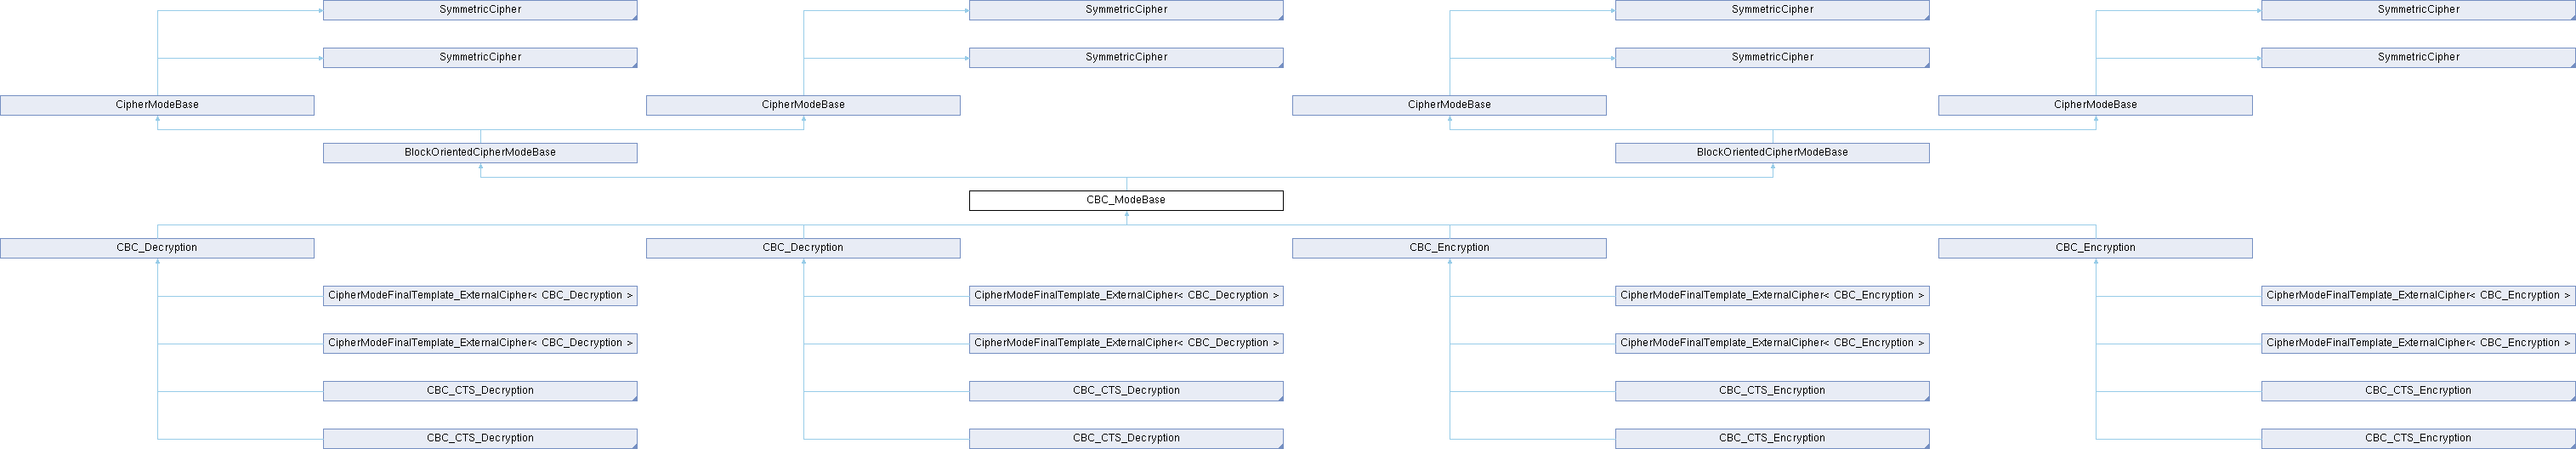 SymmetricCipher
SymmetricCipher
SymmetricCipher
SymmetricCipher
SymmetricCipher
SymmetricCipher
SymmetricCipher
SymmetricCipher
CipherModeBase
CipherModeBase
CipherModeBase
CipherModeBase
BlockOrientedCipherModeBase
BlockOrientedCipherModeBase
CBC_ModeBase
CBC_Decryption
CBC_Decryption
CBC_Encryption
CBC_Encryption
CipherModeFinalTemplate_ExternalCipher< CBC_Decryption >
CipherModeFinalTemplate_ExternalCipher< CBC_Decryption >
CipherModeFinalTemplate_ExternalCipher< CBC_Encryption >
CipherModeFinalTemplate_ExternalCipher< CBC_Encryption >
CipherModeFinalTemplate_ExternalCipher< CBC_Decryption >
CipherModeFinalTemplate_ExternalCipher< CBC_Decryption >
CipherModeFinalTemplate_ExternalCipher< CBC_Encryption >
CipherModeFinalTemplate_ExternalCipher< CBC_Encryption >
CBC_CTS_Decryption
CBC_CTS_Decryption
CBC_CTS_Encryption
CBC_CTS_Encryption
CBC_CTS_Decryption
CBC_CTS_Decryption
CBC_CTS_Encryption
CBC_CTS_Encryption